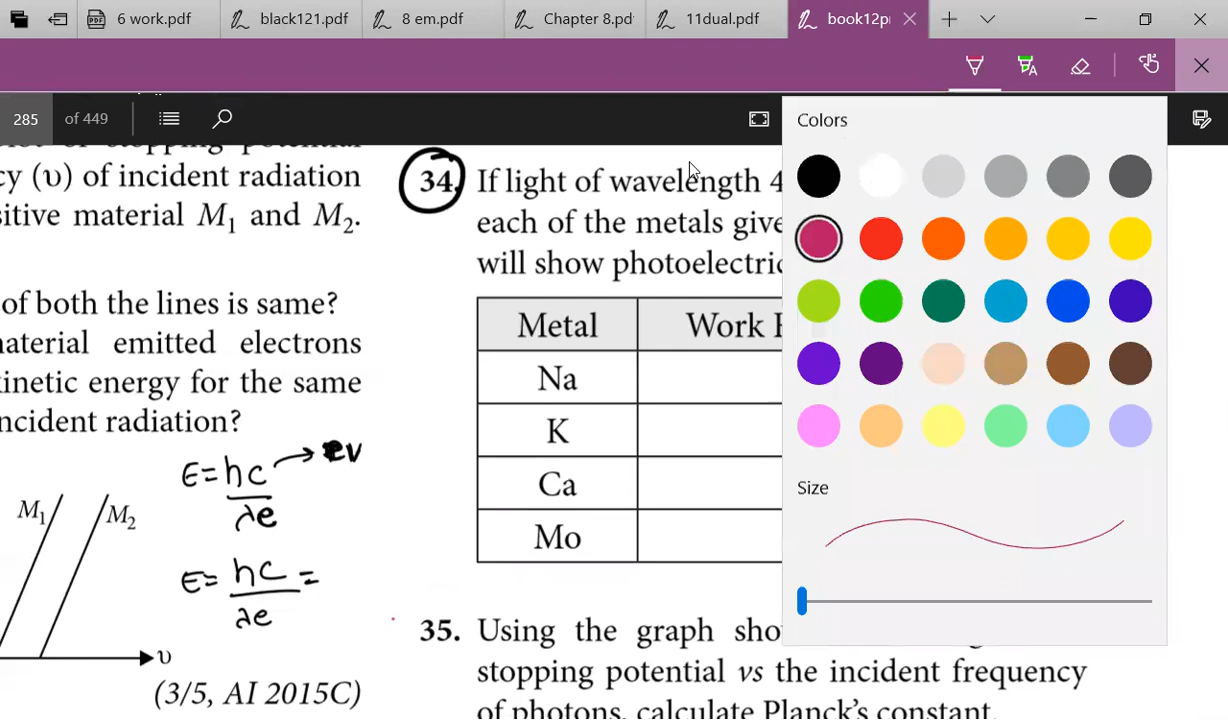 6 work.pdf
black121.pdf
8 em.pdf
Chapter 8.pd
11dual.pdf
book12p
285 of 449
Colors
Size
cy (υ) of incident radiation
sitive material M₁ and M₂.
of both the lines is same?
naterial emitted electrons
kinetic energy for the same
ncident radiation?
E = hc → ev
λe
E = hc =
λe
M₁
M₂
υ
(3/5, AI 2015C)
34. If light of wavelength 4
each of the metals give
will show photoelectric
Metal Work
Na
K
Ca
Mo
35. Using the graph sho
stopping potential vs the incident frequency
of photons, calculate Planck's constant.